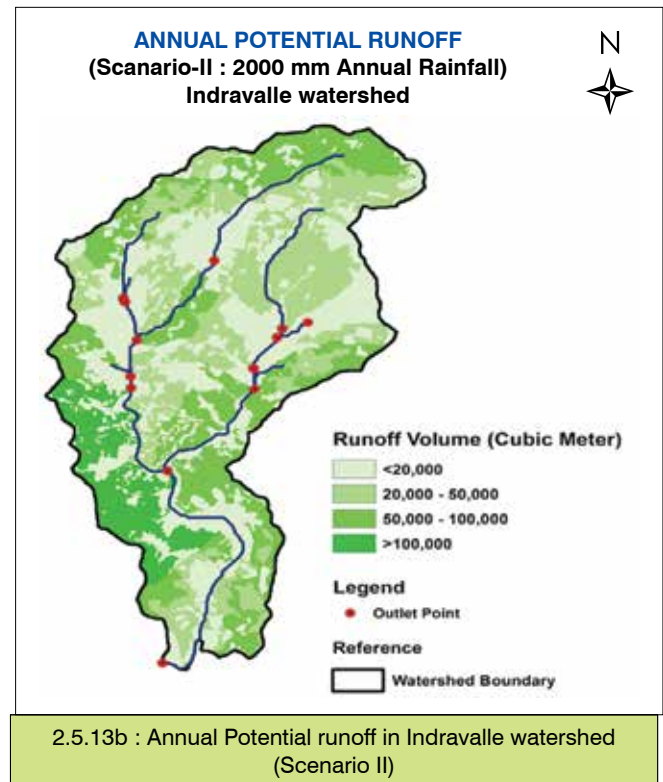 ANNUAL POTENTIAL RUNOFF
(Scanario-II : 2000 mm Annual Rainfall)
Indravalle watershed
N
Runoff Volume (Cubic Meter)
<20,000
20,000 - 50,000
50,000 - 100,000
>100,000
Legend
Outlet Point
Reference
Watershed Boundary
2.5.13b : Annual Potential runoff in Indravalle watershed
(Scenario II)